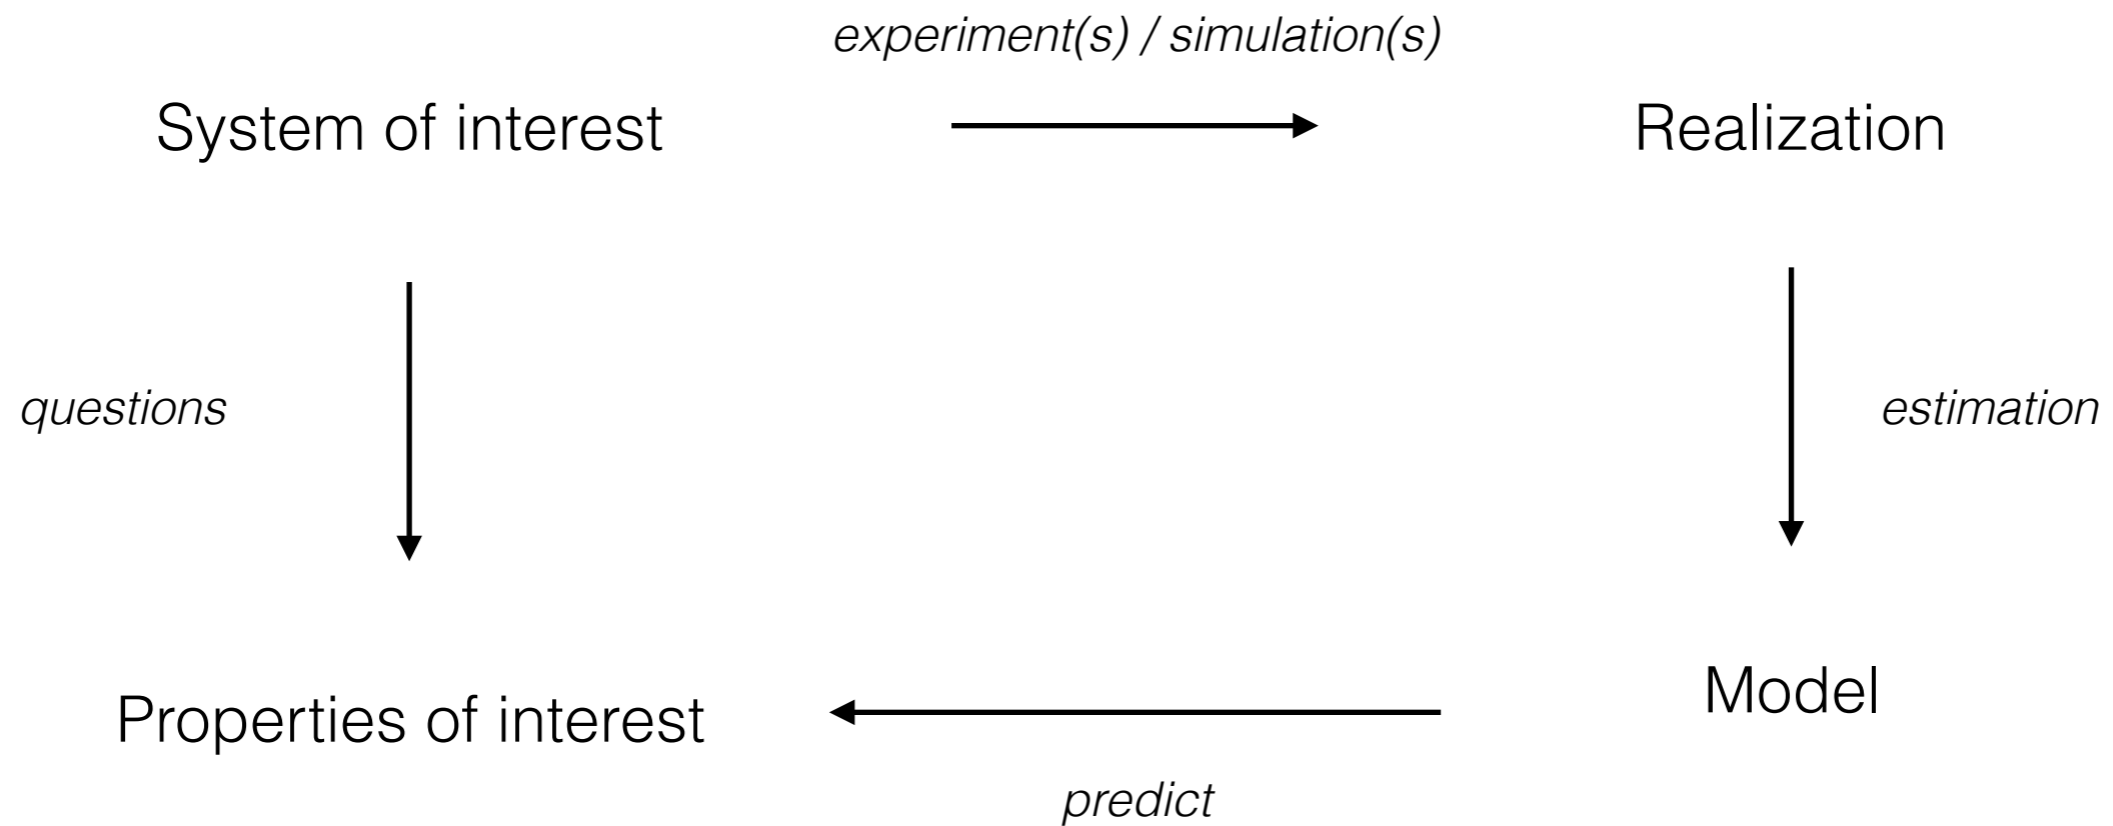 experiment(s) / simulation(s)
System of interest
Realization
questions
estimation
Properties of interest
Model
predict